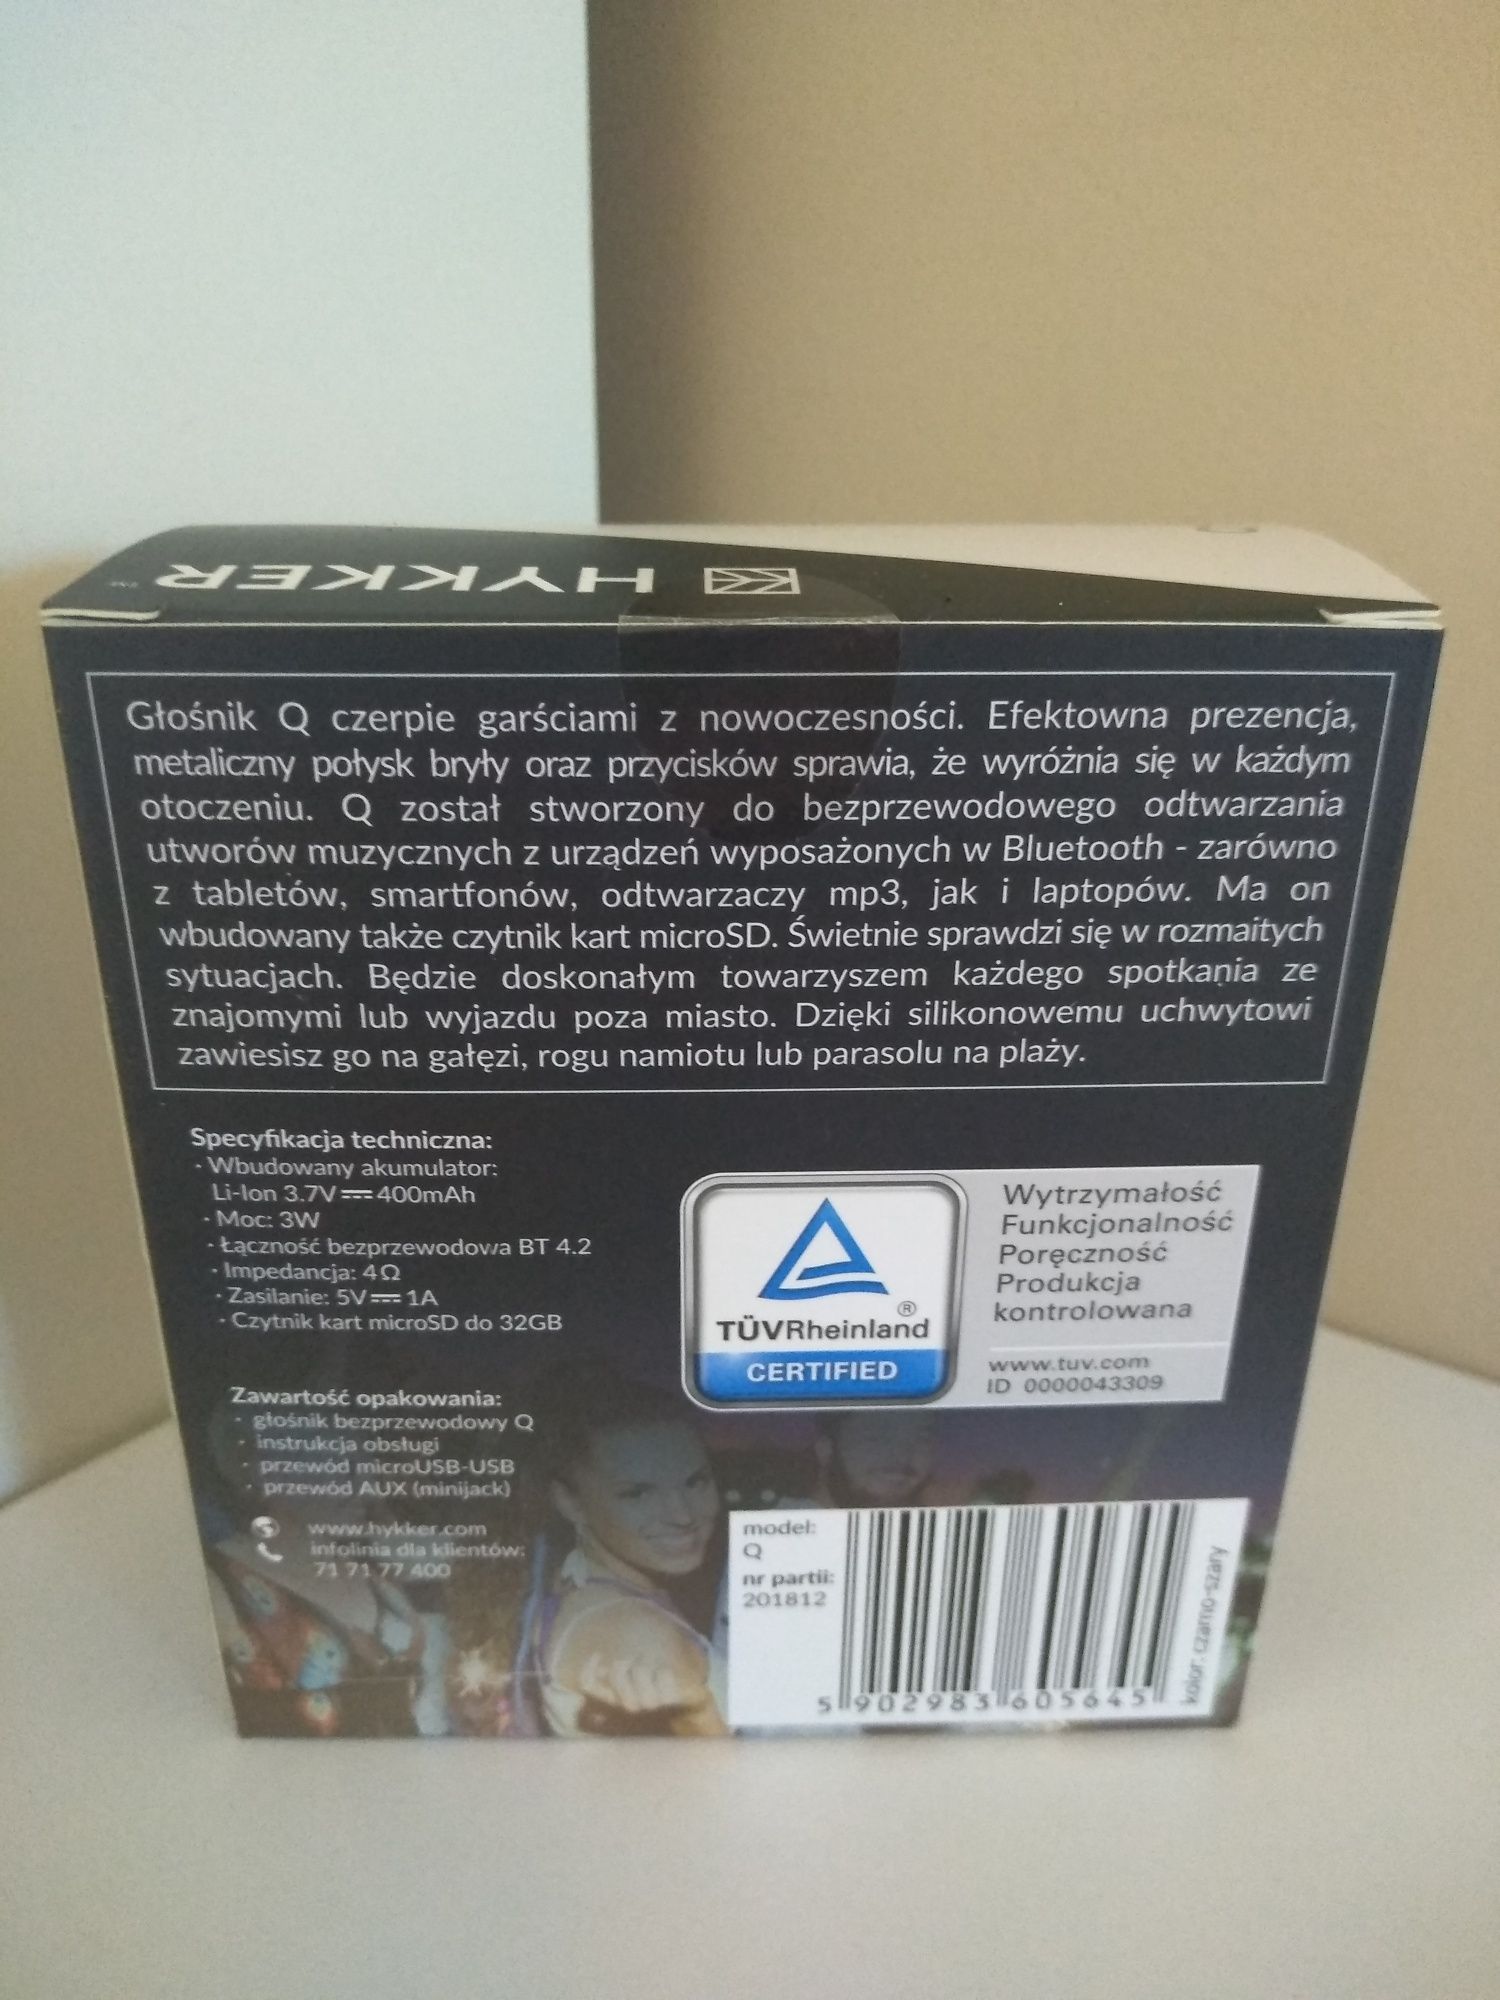 HYKKER
Głośnik Q czerpie garściami z nowoczesności. Efektowna prezencja,
metaliczny połysk bryły oraz przycisków sprawia, że wyróżnia się w każdym
otoczeniu. Q został stworzony do bezprzewodowego odtwarzania
utworów muzycznych z urządzeń wyposażonych w Bluetooth - zarówno
z tabletów, smartfonów, odtwarzaczy mp3, jak i laptopów. Ma on
wbudowany także czytnik kart microSD. Świetnie sprawdzi się w rozmaitych
sytuacjach. Będzie doskonałym towarzyszem każdego spotkania ze
znajomymi lub wyjazdu poza miasto. Dzięki silikonowemu uchwytowi
zawiesisz go na gałęzi, rogu namiotu lub parasolu na plaży.
Specyfikacja techniczna:
· Wbudowany akumulator:
Li-Ion 3.7V⎓400mAh
· Moc: 3W
· Łączność bezprzewodowa BT 4.2
· Impedancja: 4Ω
· Zasilanie: 5V⎓1A
· Czytnik kart microSD do 32GB
Zawartość opakowania:
· głośnik bezprzewodowy Q
· instrukcja obsługi
· przewód microUSB-USB
· przewód AUX (minijack)
www.hykker.com
infolinia dla klientów:
71 71 77 400
TÜVRheinland®
CERTIFIED
Wytrzymałość
Funkcjonalność
Poręczność
Produkcja
kontrolowana
www.tuv.com
ID 0000043309
model:
Q
nr partii:
201812
5 902983 605645
kolor: czarno-szary